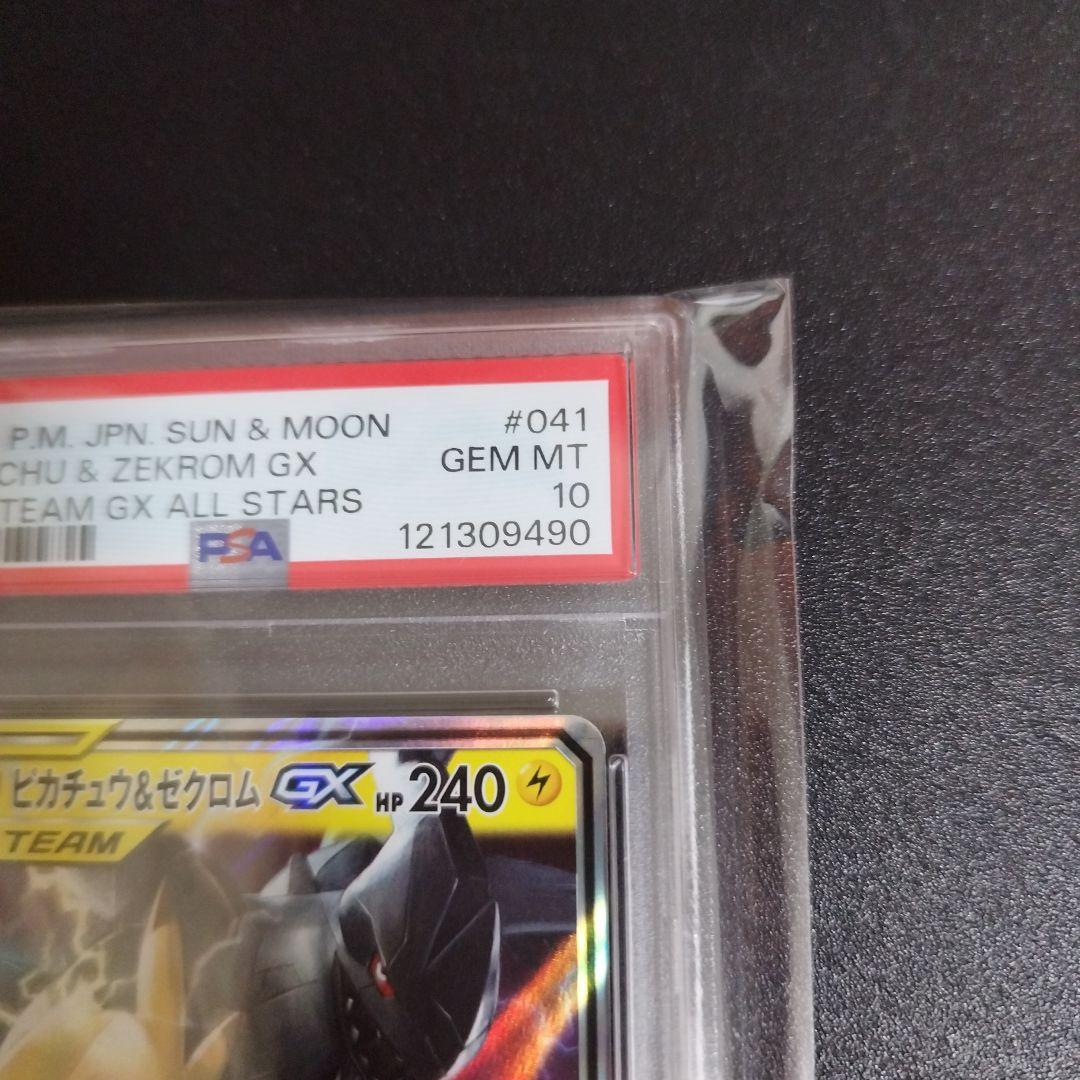 P.M. JPN. SUN & MOON #041
CHU & ZEKROM GX GEM MT
TEAM GX ALL STARS 10
PSA 121309490
ピカチュウ&ゼクロム GX HP 240
TEAM